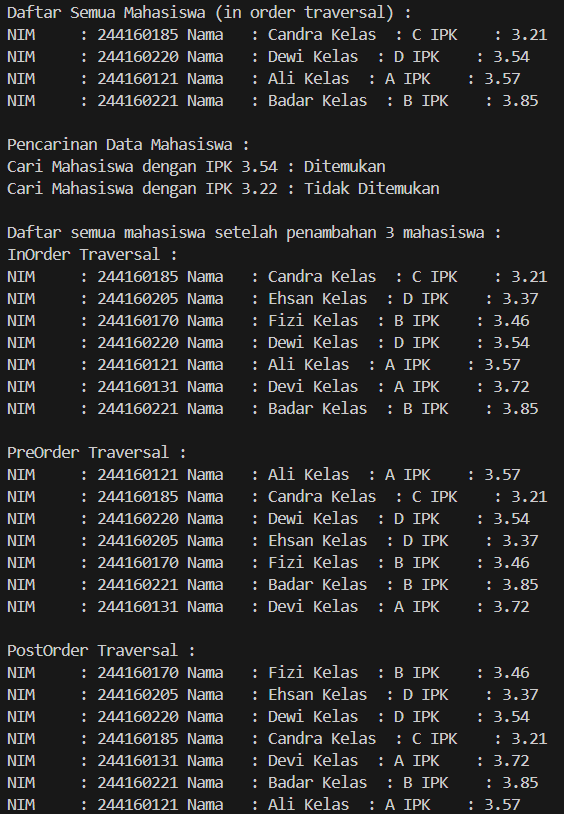 Daftar Semua Mahasiswa (in order traversal) :
NIM     : 244160185 Nama   : Candra Kelas  : C IPK    : 3.21
NIM     : 244160220 Nama   : Dewi Kelas  : D IPK    : 3.54
NIM     : 244160121 Nama   : Ali Kelas  : A IPK    : 3.57
NIM     : 244160221 Nama   : Badar Kelas  : B IPK    : 3.85

Pencarinan Data Mahasiswa :
Cari Mahasiswa dengan IPK 3.54 : Ditemukan
Cari Mahasiswa dengan IPK 3.22 : Tidak Ditemukan

Daftar semua mahasiswa setelah penambahan 3 mahasiswa :
InOrder Traversal :
NIM     : 244160185 Nama   : Candra Kelas  : C IPK    : 3.21
NIM     : 244160205 Nama   : Ehsan Kelas  : D IPK    : 3.37
NIM     : 244160170 Nama   : Fizi Kelas  : B IPK    : 3.46
NIM     : 244160220 Nama   : Dewi Kelas  : D IPK    : 3.54
NIM     : 244160121 Nama   : Ali Kelas  : A IPK    : 3.57
NIM     : 244160131 Nama   : Devi Kelas  : A IPK    : 3.72
NIM     : 244160221 Nama   : Badar Kelas  : B IPK    : 3.85

PreOrder Traversal :
NIM     : 244160121 Nama   : Ali Kelas  : A IPK    : 3.57
NIM     : 244160185 Nama   : Candra Kelas  : C IPK    : 3.21
NIM     : 244160220 Nama   : Dewi Kelas  : D IPK    : 3.54
NIM     : 244160205 Nama   : Ehsan Kelas  : D IPK    : 3.37
NIM     : 244160170 Nama   : Fizi Kelas  : B IPK    : 3.46
NIM     : 244160221 Nama   : Badar Kelas  : B IPK    : 3.85
NIM     : 244160131 Nama   : Devi Kelas  : A IPK    : 3.72

PostOrder Traversal :
NIM     : 244160170 Nama   : Fizi Kelas  : B IPK    : 3.46
NIM     : 244160205 Nama   : Ehsan Kelas  : D IPK    : 3.37
NIM     : 244160220 Nama   : Dewi Kelas  : D IPK    : 3.54
NIM     : 244160185 Nama   : Candra Kelas  : C IPK    : 3.21
NIM     : 244160131 Nama   : Devi Kelas  : A IPK    : 3.72
NIM     : 244160221 Nama   : Badar Kelas  : B IPK    : 3.85
NIM     : 244160121 Nama   : Ali Kelas  : A IPK    : 3.57